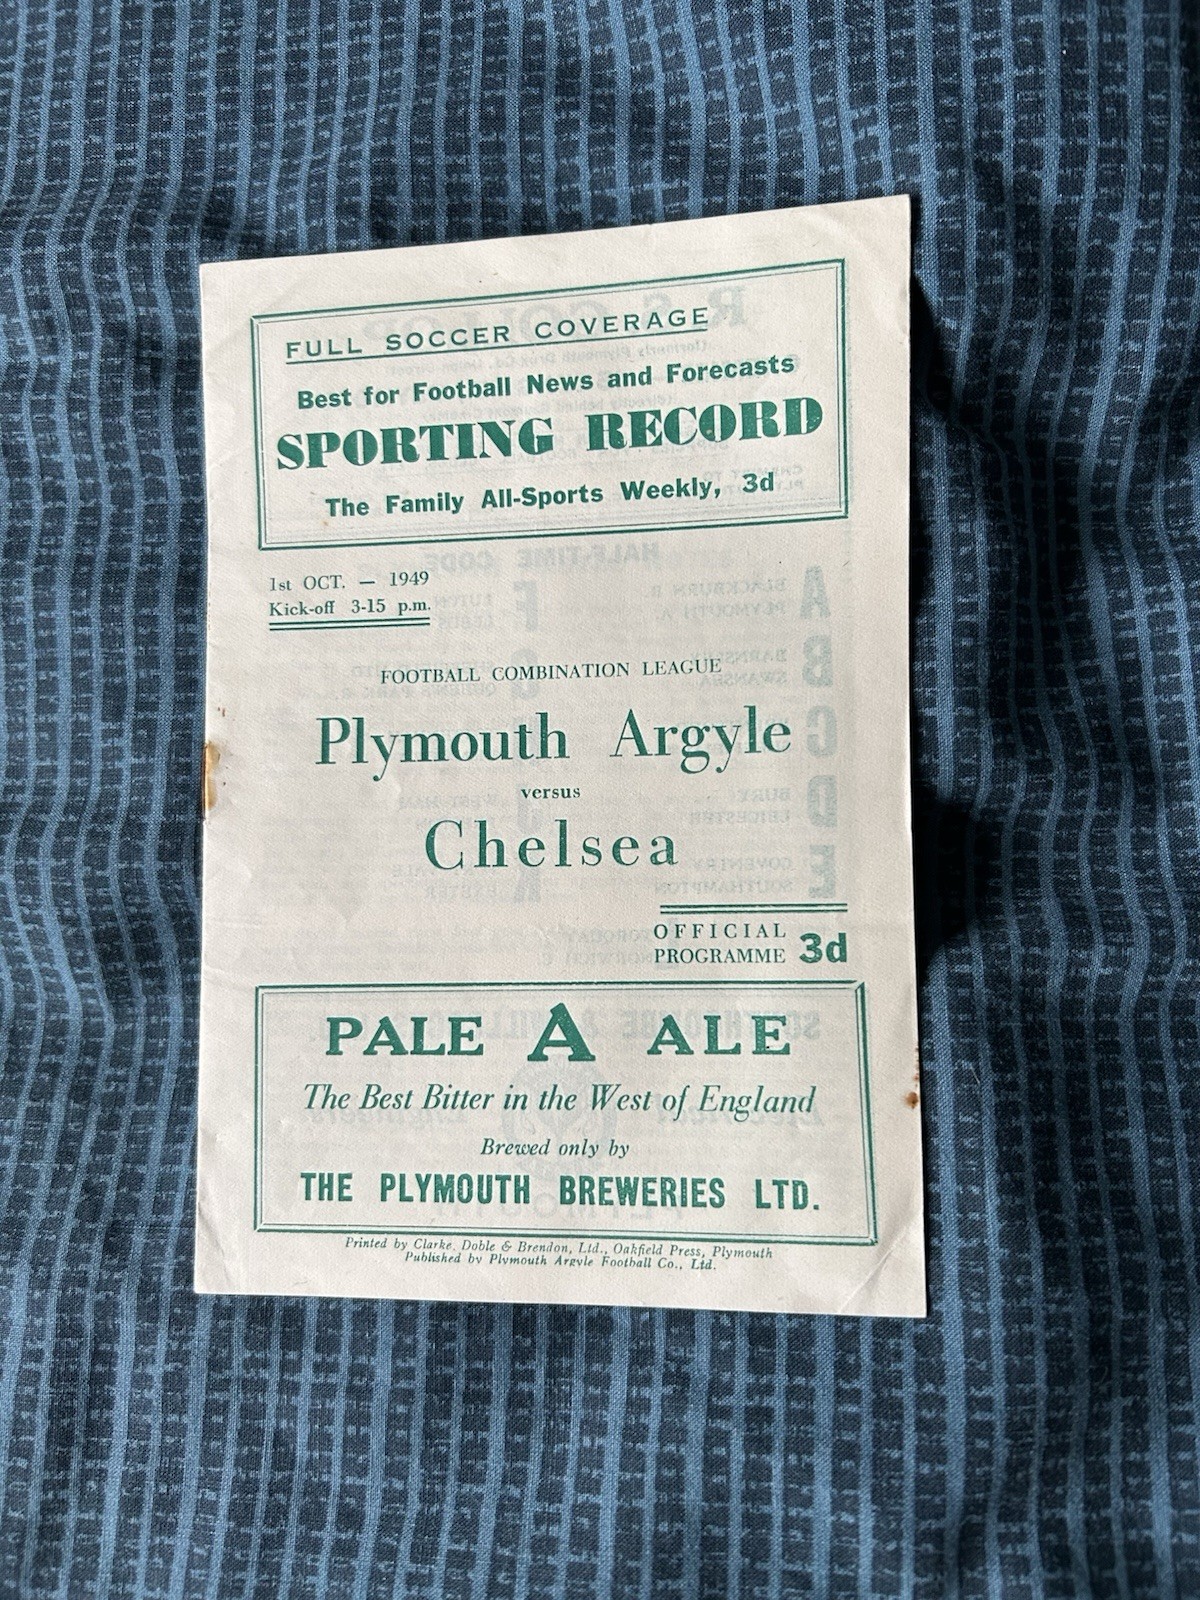 FULL SOCCER COVERAGE
Best for Football News and Forecasts
SPORTING RECORD
The Family All-Sports Weekly, 3d
1st OCT. — 1949
Kick-off 3-15 p.m.
FOOTBALL COMBINATION LEAGUE
Plymouth Argyle
versus
Chelsea
OFFICIAL
PROGRAMME 3d
PALE A ALE
The Best Bitter in the West of England
Brewed only by
THE PLYMOUTH BREWERIES LTD.
Printed by Clarke, Doble & Brendon, Ltd., Oakfield Press, Plymouth
Published by Plymouth Argyle Football Co., Ltd.